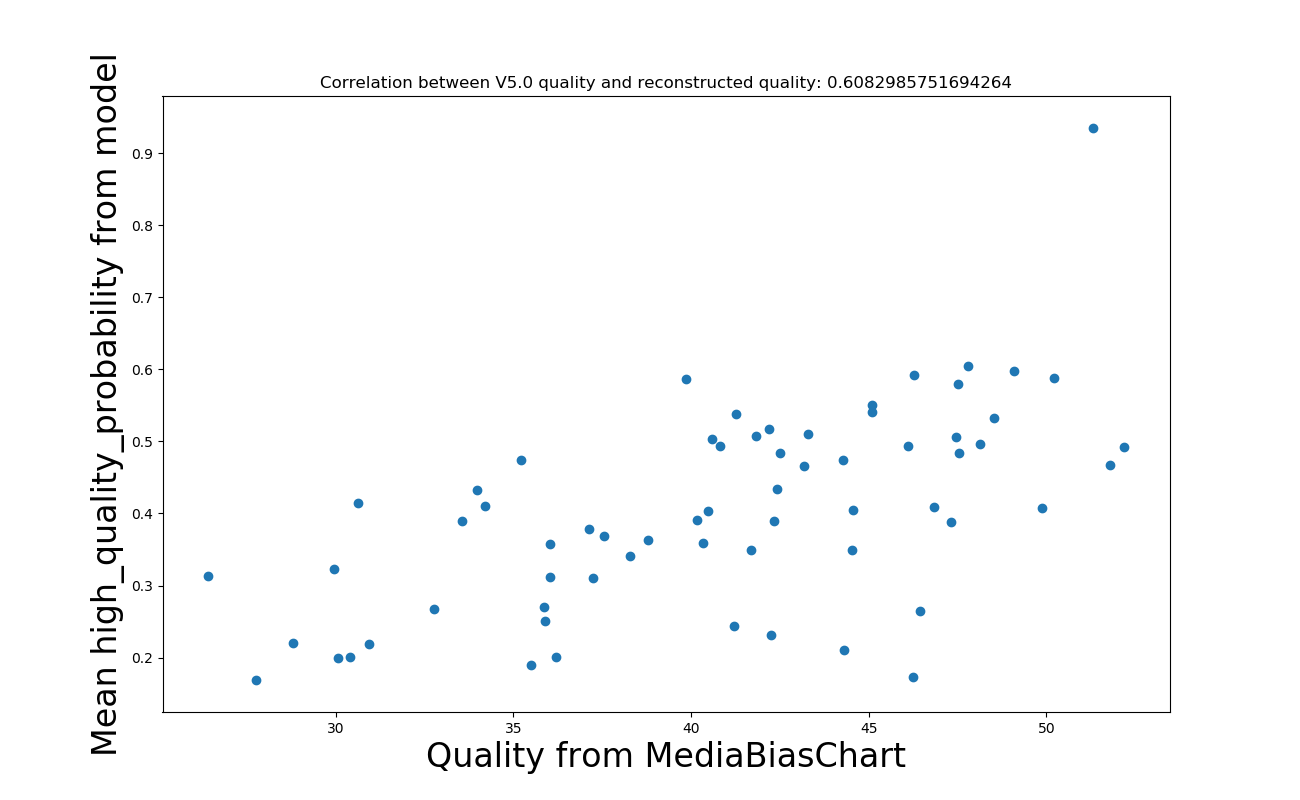 Correlation between V5.0 quality and reconstructed quality: 0.6082985751694264
Mean high_quality_probability from model
0.9
0.8
0.7
0.6
0.5
0.4
0.3
0.2
30 35 40 45 50
Quality from MediaBiasChart